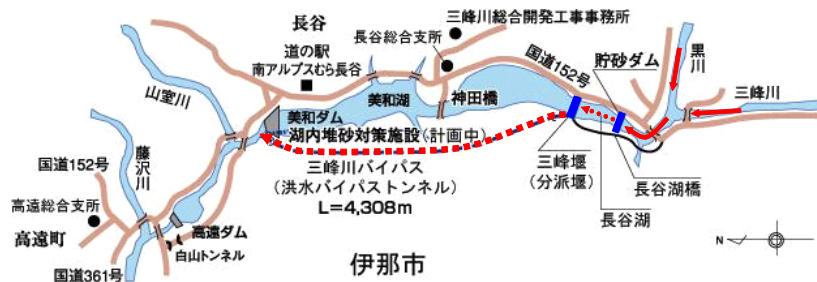 長谷
三峰川総合開発工事事務所
長谷総合支所
道の駅
南アルプスむら長谷
国道152号
貯砂ダム
黒川
三峰川
山室川
美和湖
神田橋
美和ダム
湖内堆砂対策施設(計画中)
藤沢川
国道152号
三峰川バイパス
(洪水バイパストンネル)
L=4,308m
三峰堰
(分派堰)
長谷湖橋
長谷湖
高遠総合支所
高遠町
高遠ダム
白山トンネル
国道361号
伊那市
N